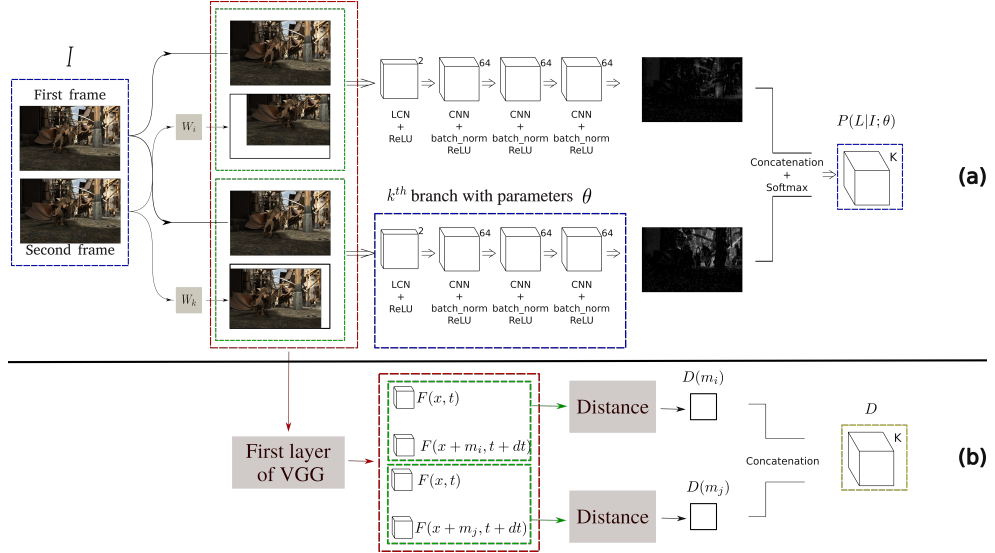 I
First frame
Second frame
W_i
W_k
2
64
64
64
LCN
+
ReLU
CNN
+
batch_norm
ReLU
CNN
+
batch_norm
ReLU
CNN
+
batch_norm
ReLU
k^{th} branch with parameters θ
2
64
64
64
LCN
+
ReLU
CNN
+
batch_norm
ReLU
CNN
+
batch_norm
ReLU
CNN
+
batch_norm
ReLU
Concatenation
+
Softmax
P(L|I; θ)
K
(a)
First layer
of VGG
F(x, t)
F(x + m_i, t + dt)
F(x, t)
F(x + m_j, t + dt)
Distance
Distance
D(m_i)
D(m_j)
Concatenation
D
K
(b)